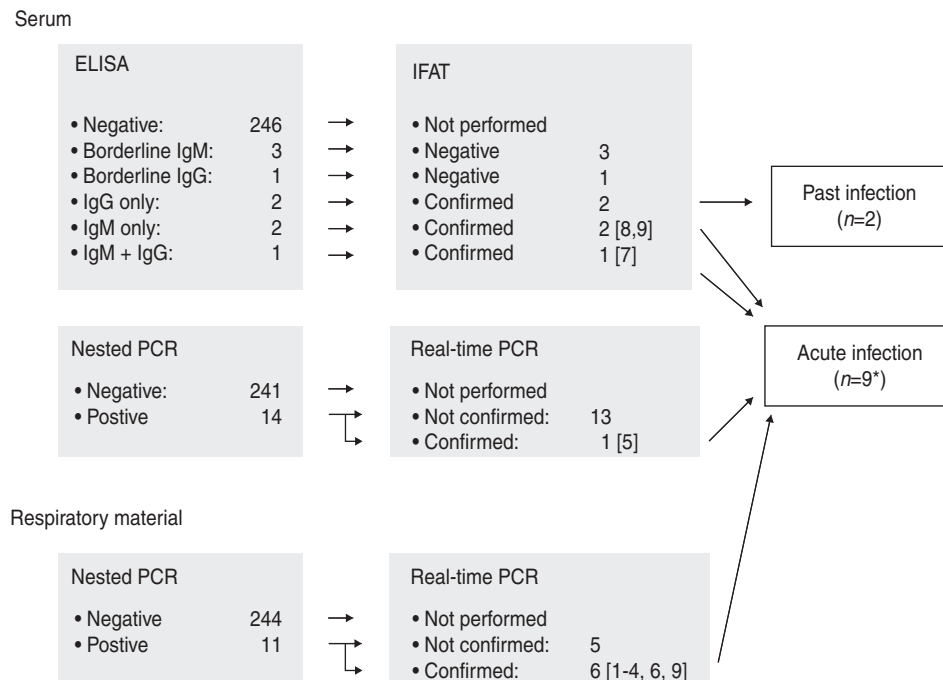 Serum
ELISA
• Negative: 246
• Borderline IgM: 3
• Borderline IgG: 1
• IgG only: 2
• IgM only: 2
• IgM + IgG: 1
IFAT
• Not performed
• Negative 3
• Negative 1
• Confirmed 2
• Confirmed 2 [8,9]
• Confirmed 1 [7]
Past infection
(n=2)
Nested PCR
• Negative: 241
• Postive 14
Real-time PCR
• Not performed
• Not confirmed: 13
• Confirmed: 1 [5]
Acute infection
(n=9*)
Respiratory material
Nested PCR
• Negative 244
• Postive 11
Real-time PCR
• Not performed
• Not confirmed: 5
• Confirmed: 6 [1-4, 6, 9]